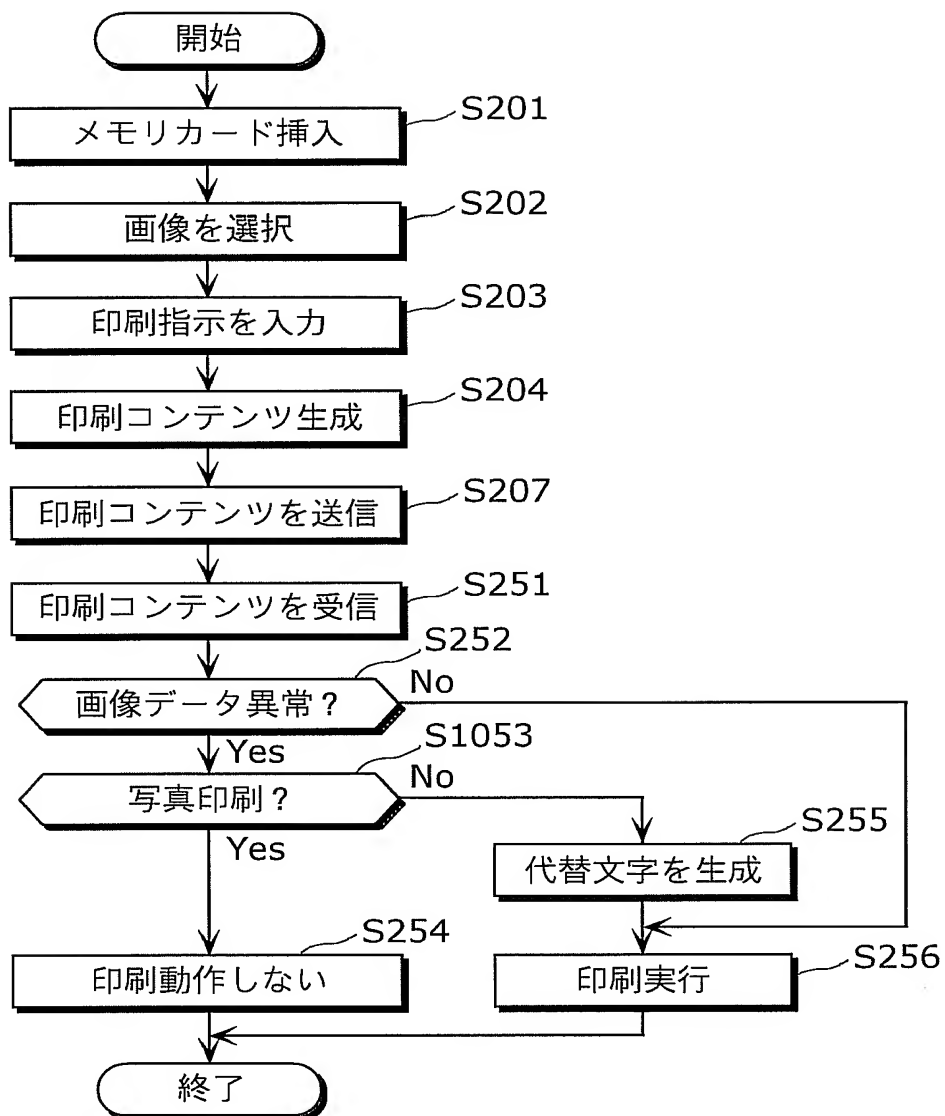 開始
メモリカード挿入
S201
画像を選択
S202
印刷指示を入力
S203
印刷コンテンツ生成
S204
印刷コンテンツを送信
S207
印刷コンテンツを受信
S251
画像データ異常?
S252
No
Yes
写真印刷?
S1053
No
Yes
代替文字を生成
S255
印刷動作しない
S254
印刷実行
S256
終了